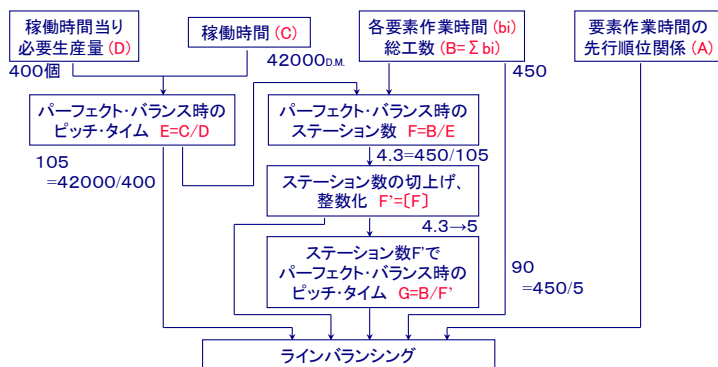 稼働時間当り
必要生産量(D)
稼働時間 (C)
各要素作業時間 (bi)
総工数 (B=Σbi)
要素作業時間の
先行順位関係(A)
400個
42000D.M.
450
パーフェクト・バランス時の
ピッチ・タイム E=C/D
パーフェクト・バランス時の
ステーション数 F=B/E
105
=42000/400
4.3=450/105
ステーション数の切上げ、
整数化 F'=〔F〕
4.3→5
ステーション数F'で
パーフェクト・バランス時の
ピッチ・タイム G=B/F'
90
=450/5
ラインバランシング